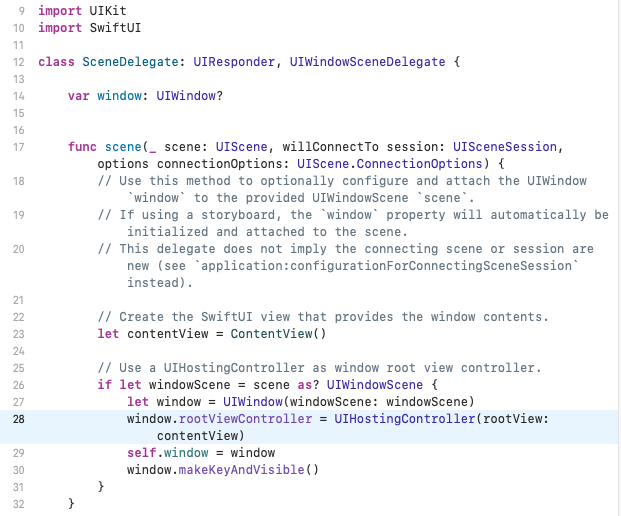 9 import UIKit
10 import SwiftUI
11
12 class SceneDelegate: UIResponder, UIWindowSceneDelegate {
13
14     var window: UIWindow?
15
16
17     func scene(_ scene: UIScene, willConnectTo session: UISceneSession,
            options connectionOptions: UIScene.ConnectionOptions) {
18         // Use this method to optionally configure and attach the UIWindow
                `window` to the provided UIWindowScene `scene`.
19         // If using a storyboard, the `window` property will automatically be
                initialized and attached to the scene.
20         // This delegate does not imply the connecting scene or session are
                new (see `application:configurationForConnectingSceneSession`
                instead).
21
22         // Create the SwiftUI view that provides the window contents.
23         let contentView = ContentView()
24
25         // Use a UIHostingController as window root view controller.
26         if let windowScene = scene as? UIWindowScene {
27             let window = UIWindow(windowScene: windowScene)
28             window.rootViewController = UIHostingController(rootView:
                    contentView)
29             self.window = window
30             window.makeKeyAndVisible()
31         }
32     }